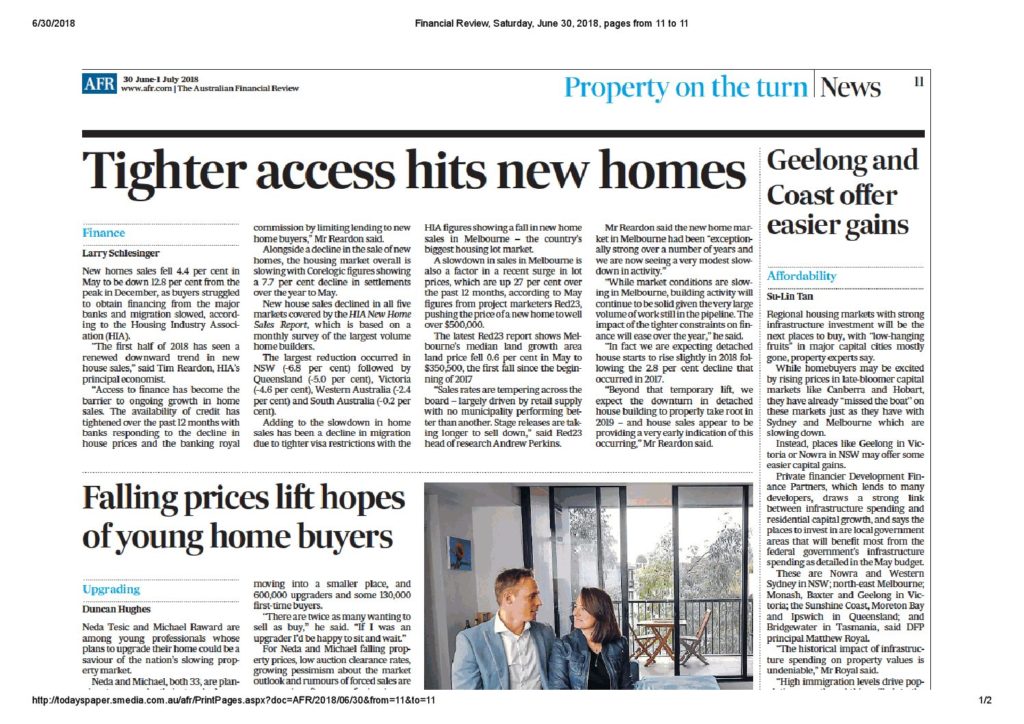 6/30/2018
Financial Review, Saturday, June 30, 2018, pages from 11 to 11
AFR
30 June-1 July 2018
www.afr.com | The Australian Financial Review
Property on the turn
News
11
Tighter access hits new homes
Finance
Larry Schlesinger
New homes sales fell 4.4 per cent in
May to be down 12.8 per cent from the
peak in December, as buyers struggled
to obtain financing from the major
banks and migration slowed, accord-
ing to the Housing Industry Associ-
ation (HIA).
"The first half of 2018 has seen a
renewed downward trend in new
house sales," said Tim Reardon, HIA's
principal economist.
"Access to finance has become the
barrier to ongoing growth in home
sales. The availability of credit has
tightened over the past 12 months with
banks responding to the decline in
house prices and the banking royal
commission by limiting lending to new
home buyers," Mr Reardon said.
Alongside a decline in the sale of new
homes, the housing market overall is
slowing with Corelogic figures showing
a 7.7 per cent decline in settlements
over the year to May.
New house sales declined in all five
markets covered by the HIA New Home
Sales Report, which is based on a
monthly survey of the largest volume
home builders.
The largest reduction occurred in
NSW (-6.8 per cent) followed by
Queensland (-5.0 per cent), Victoria
(-4.6 per cent), Western Australia (-2.4
per cent) and South Australia (-0.2 per
cent).
Adding to the slowdown in home
sales has been a decline in migration
due to tighter visa restrictions with the
HIA figures showing a fall in new home
sales in Melbourne – the country's
biggest housing lot market.
A slowdown in sales in Melbourne is
also a factor in a recent surge in lot
prices, which are up 27 per cent over
the past 12 months, according to May
figures from project marketers Red23,
pushing the price of a new home to well
over $500,000.
The latest Red23 report shows Mel-
bourne's median land growth area
land price fell 0.6 per cent in May to
$350,500, the first fall since the begin-
ning of 2017
"Sales rates are tempering across the
board – largely driven by retail supply
with no municipality performing bet-
ter than another. Stage releases are tak-
ing longer to sell down," said Red23
head of research Andrew Perkins.
Mr Reardon said the new home mar-
ket in Melbourne had been "exception-
ally strong over a number of years and
we are now seeing a very modest slow-
down in activity."
"While market conditions are slow-
ing in Melbourne, building activity will
continue to be solid given the very large
volume of work still in the pipeline. The
impact of the tighter constraints on fin-
ance will ease over the year," he said.
"In fact we are expecting detached
house starts to rise slightly in 2018 fol-
lowing the 2.8 per cent decline that
occurred in 2017.
"Beyond that temporary lift, we
expect the downturn in detached
house building to properly take root in
2019 – and house sales appear to be
providing a very early indication of this
occurring," Mr Reardon said.
Geelong and
Coast offer
easier gains
Affordability
Su-Lin Tan
Regional housing markets with strong
infrastructure investment will be the
next places to buy, with "low-hanging
fruits" in major capital cities mostly
gone, property experts say.
While homebuyers may be excited
by rising prices in late-bloomer capital
markets like Canberra and Hobart,
they have already "missed the boat" on
these markets just as they have with
Sydney and Melbourne which are
slowing down.
Instead, places like Geelong in Vic-
toria or Nowra in NSW may offer some
easier capital gains.
Private financier Development Fin-
ance Partners, which lends to many
developers, draws a strong link
between infrastructure spending and
residential capital growth, and says the
places to invest in are local government
areas that will benefit most from the
federal government's infrastructure
spending as detailed in the May budget.
These are Nowra and Western
Sydney in NSW; north-east Melbourne;
Monash, Baxter and Geelong in Vic-
toria; the Sunshine Coast, Moreton Bay
and Ipswich in Queensland; and
Bridgewater in Tasmania, said DFP
principal Matthew Royal.
"The historical impact of infrastruc-
ture spending on property values is
undeniable," Mr Royal said.
"High immigration levels drive pop-
Falling prices lift hopes
of young home buyers
Upgrading
Duncan Hughes
Neda Tesic and Michael Raward are
among young professionals whose
plans to upgrade their home could be a
saviour of the nation's slowing prop-
erty market.
Neda and Michael, both 33, are plan-
moving into a smaller place, and
600,000 upgraders and some 130,000
first-time buyers.
"There are twice as many wanting to
sell as buy," he said. "If I was an
upgrader I'd be happy to sit and wait."
For Neda and Michael falling prop-
erty prices, low auction clearance rates,
growing pessimism about the market
outlook and rumours of forced sales are
http://todayspaper.smedia.com.au/afr/PrintPages.aspx?doc=AFR/2018/06/30&from=11&to=11
1/2